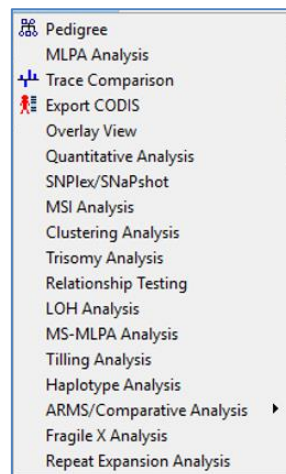 Pedigree
MLPA Analysis
Trace Comparison
Export CODIS
Overlay View
Quantitative Analysis
SNPlex/SNaPshot
MSI Analysis
Clustering Analysis
Trisomy Analysis
Relationship Testing
LOH Analysis
MS-MLPA Analysis
Tilling Analysis
Haplotype Analysis
ARMS/Comparative Analysis
Fragile X Analysis
Repeat Expansion Analysis